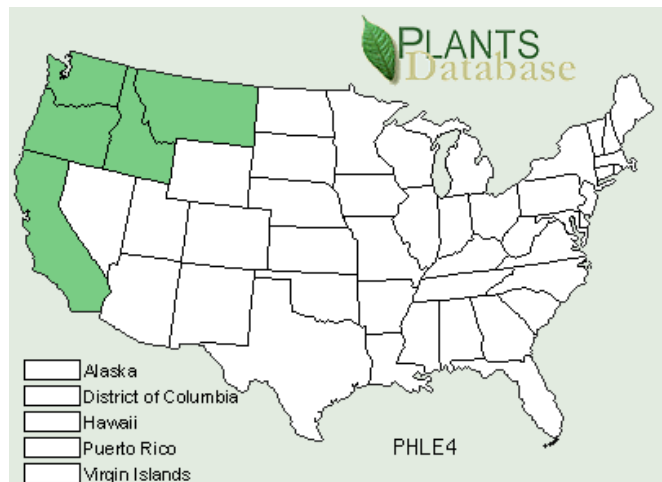 PLANTS
Database
Alaska
District of Columbia
Hawaii
Puerto Rico
Virgin Islands
PHLE4